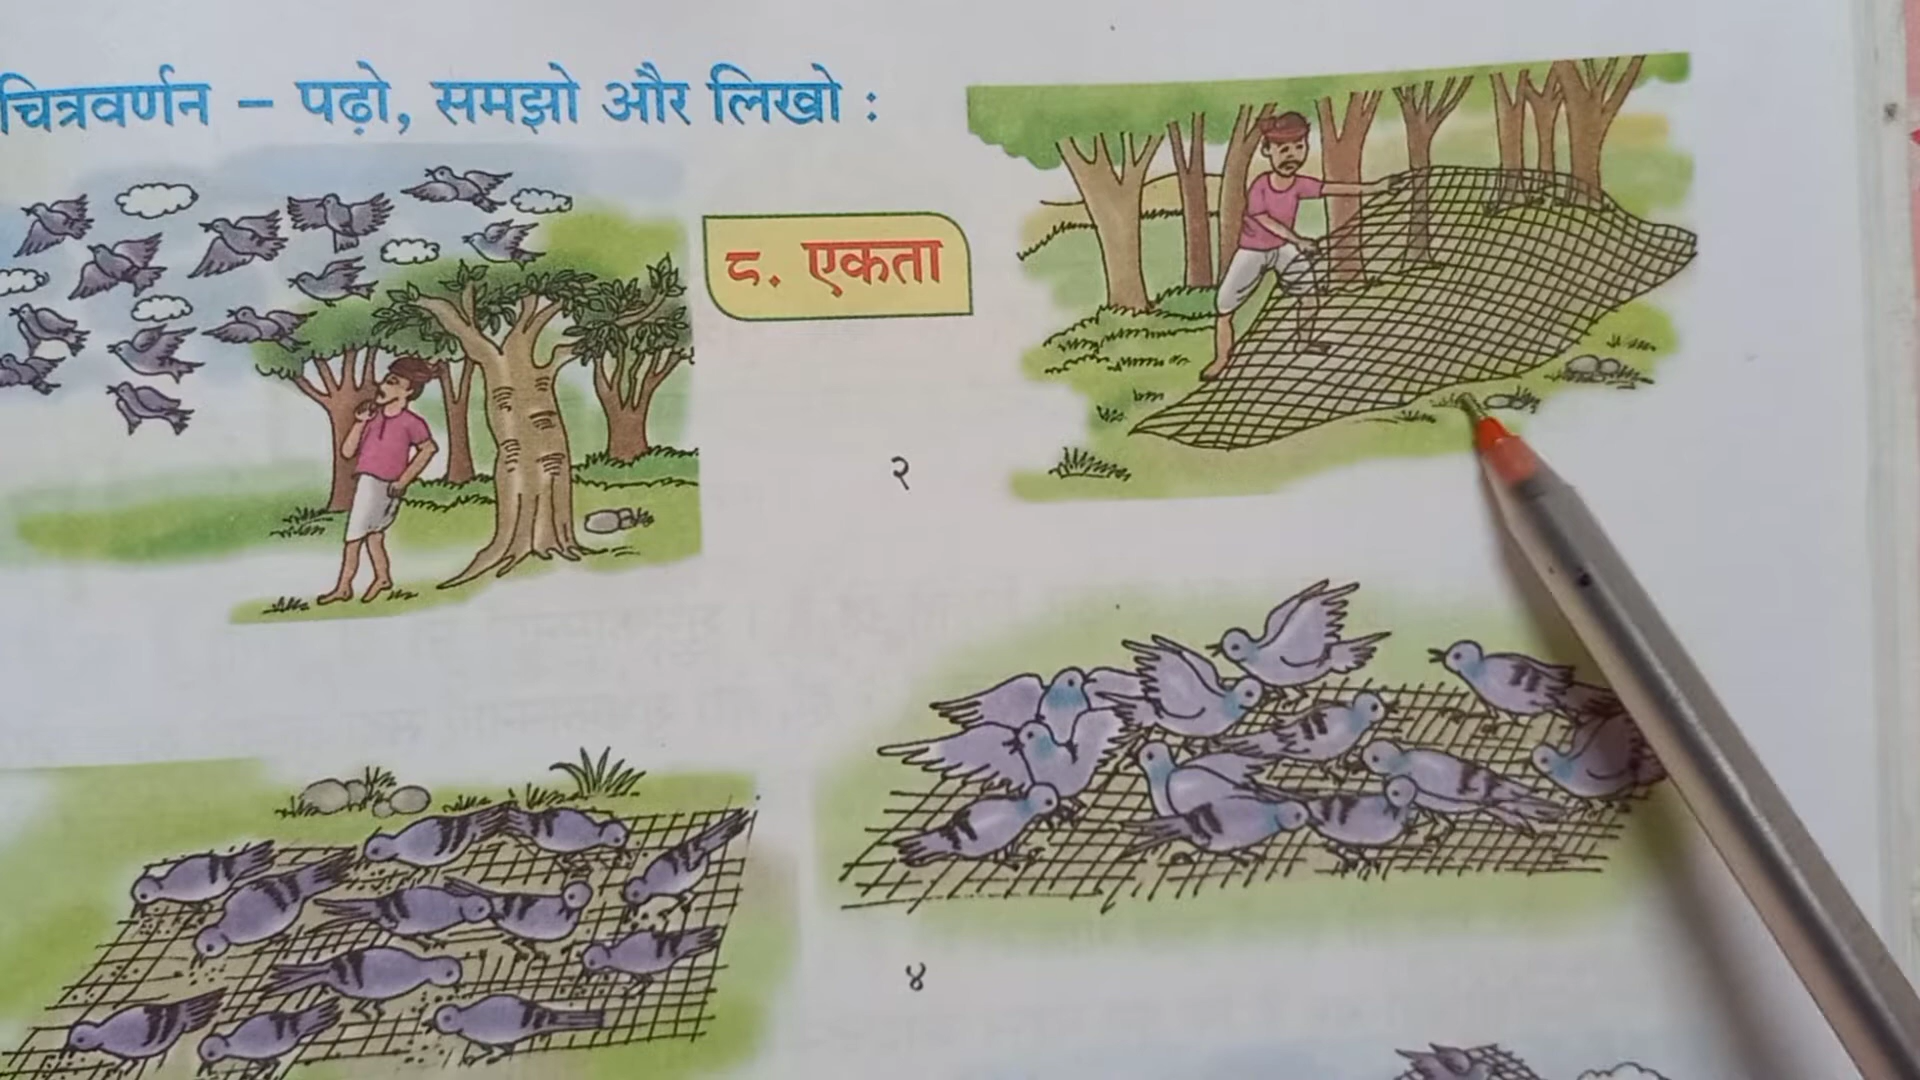 चित्रवर्णन – पढ़ो, समझो और लिखो :
८. एकता
२
४